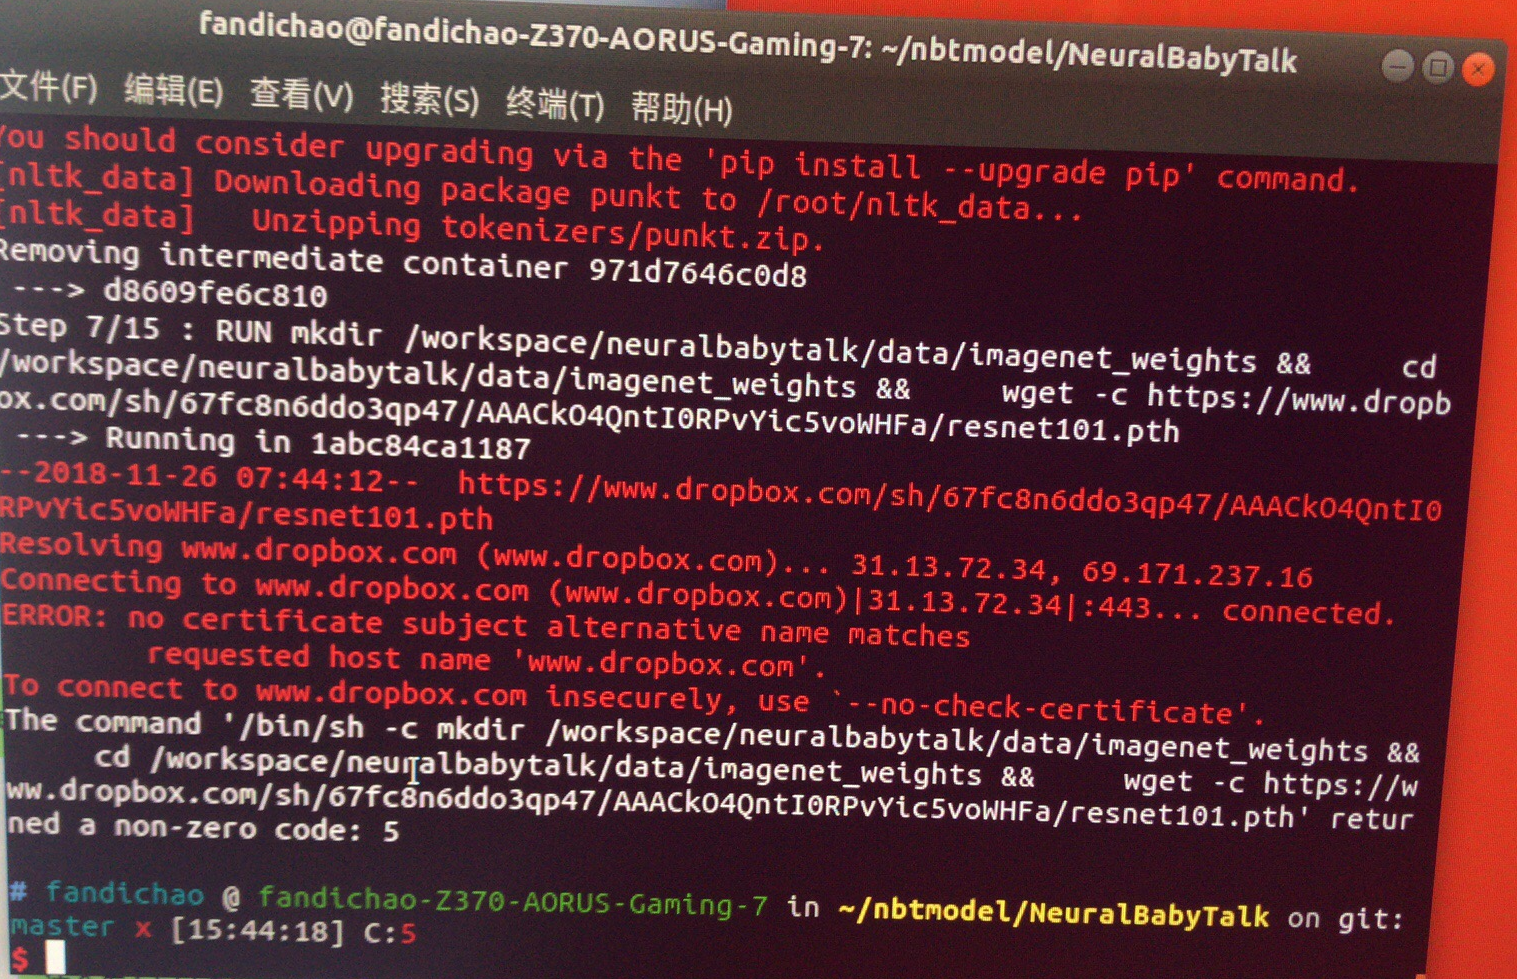 fandichao@fandichao-Z370-AORUS-Gaming-7: ~/nbtmodel/NeuralBabyTalk
文件(F) 编辑(E) 查看(V) 搜索(S) 终端(T) 帮助(H)
You should consider upgrading via the 'pip install --upgrade pip' command.
[nltk_data] Downloading package punkt to /root/nltk_data...
[nltk_data]   Unzipping tokenizers/punkt.zip.
Removing intermediate container 971d7646c0d8
 ---> d8609fe6c810
Step 7/15 : RUN mkdir /workspace/neuralbabytalk/data/imagenet_weights &&     cd
/workspace/neuralbabytalk/data/imagenet_weights &&     wget -c https://www.dropb
ox.com/sh/67fc8n6ddo3qp47/AAACkO4QntI0RPvYic5voWHFa/resnet101.pth
 ---> Running in 1abc84ca1187
--2018-11-26 07:44:12--  https://www.dropbox.com/sh/67fc8n6ddo3qp47/AAACkO4QntI0
RPvYic5voWHFa/resnet101.pth
Resolving www.dropbox.com (www.dropbox.com)... 31.13.72.34, 69.171.237.16
Connecting to www.dropbox.com (www.dropbox.com)|31.13.72.34|:443... connected.
ERROR: no certificate subject alternative name matches
        requested host name 'www.dropbox.com'.
To connect to www.dropbox.com insecurely, use `--no-check-certificate'.
The command '/bin/sh -c mkdir /workspace/neuralbabytalk/data/imagenet_weights &&
     cd /workspace/neuralbabytalk/data/imagenet_weights &&     wget -c https://w
ww.dropbox.com/sh/67fc8n6ddo3qp47/AAACkO4QntI0RPvYic5voWHFa/resnet101.pth' retur
ned a non-zero code: 5
# fandichao @ fandichao-Z370-AORUS-Gaming-7 in ~/nbtmodel/NeuralBabyTalk on git:
master x [15:44:18] C:5
$